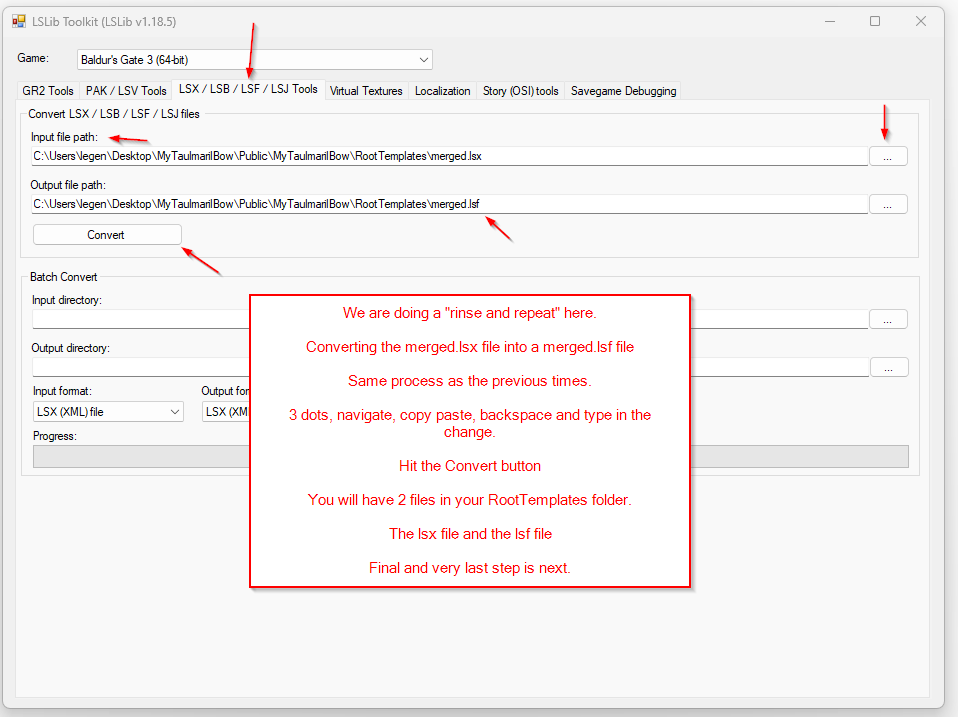 LSLib Toolkit (LSLib v1.18.5)
Game:
Baldur's Gate 3 (64-bit)
GR2 Tools
PAK / LSV Tools
LSX / LSB / LSF / LSJ Tools
Virtual Textures
Localization
Story (OSI) tools
Savegame Debugging
Convert LSX / LSB / LSF / LSJ files
Input file path:
C:\Users\legen\Desktop\MyTaulmarilBow\Public\MyTaulmarilBow\RootTemplates\merged.lsx
...
Output file path:
C:\Users\legen\Desktop\MyTaulmarilBow\Public\MyTaulmarilBow\RootTemplates\merged.lsf
...
Convert
Batch Convert
Input directory:
...
Output directory:
...
Input format:
Output for
LSX (XML) file
LSX (XM
Progress:
We are doing a "rinse and repeat" here.
Converting the merged.lsx file into a merged.lsf file
Same process as the previous times.
3 dots, navigate, copy paste, backspace and type in the
change.
Hit the Convert button
You will have 2 files in your RootTemplates folder.
The lsx file and the lsf file
Final and very last step is next.